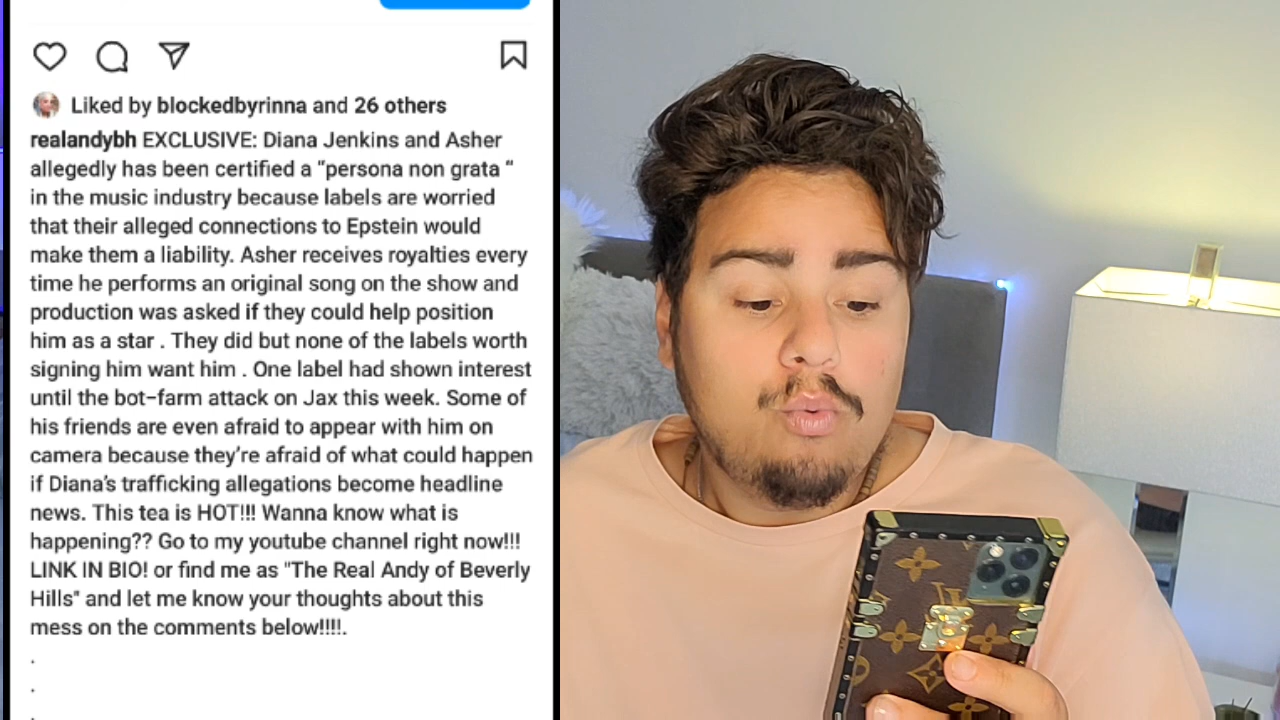 Liked by blockedbyrinna and 26 others
realandybh EXCLUSIVE: Diana Jenkins and Asher
allegedly has been certified a "persona non grata "
in the music industry because labels are worried
that their alleged connections to Epstein would
make them a liability. Asher receives royalties every
time he performs an original song on the show and
production was asked if they could help position
him as a star . They did but none of the labels worth
signing him want him . One label had shown interest
until the bot-farm attack on Jax this week. Some of
his friends are even afraid to appear with him on
camera because they're afraid of what could happen
if Diana's trafficking allegations become headline
news. This tea is HOT!!! Wanna know what is
happening?? Go to my youtube channel right now!!!
LINK IN BIO! or find me as "The Real Andy of Beverly
Hills" and let me know your thoughts about this
mess on the comments below!!!!.
.
.
.